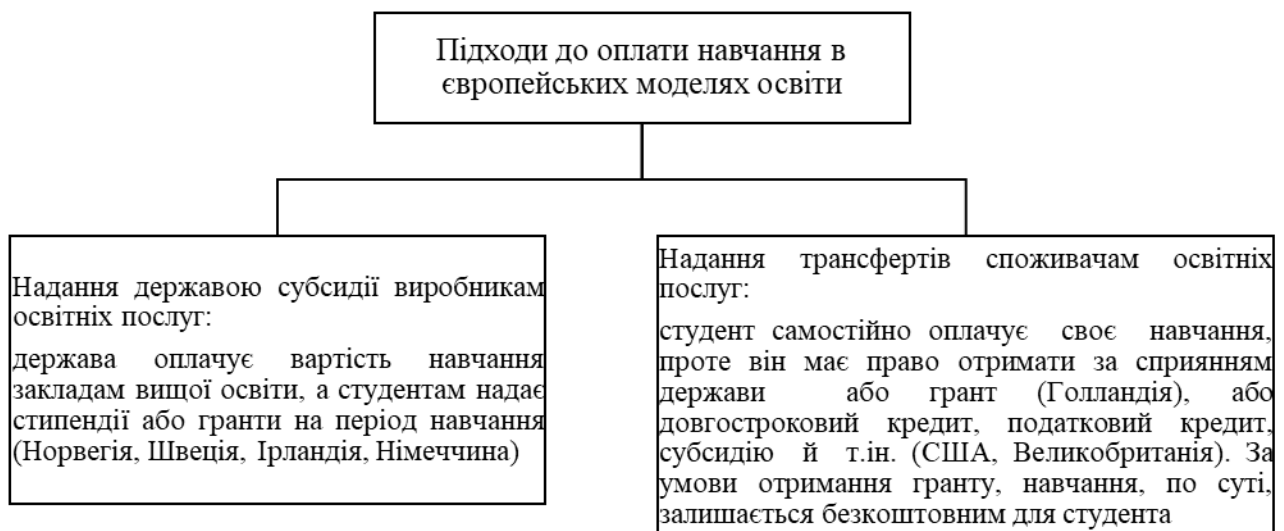 Підходи до оплати навчання в
європейських моделях освіти
Надання державою субсидії виробникам
освітніх послуг:
держава оплачує вартість навчання
закладам вищої освіти, а студентам надає
стипендії або гранти на період навчання
(Норвегія, Швеція, Ірландія, Німеччина)
Надання трансфертів споживачам освітніх
послуг:
студент самостійно оплачує своє навчання,
проте він має право отримати за сприянням
держави або грант (Голландія), або
довгостроковий кредит, податковий кредит,
субсидію й т.ін. (США, Великобританія). За
умови отримання гранту, навчання, по суті,
залишається безкоштовним для студента